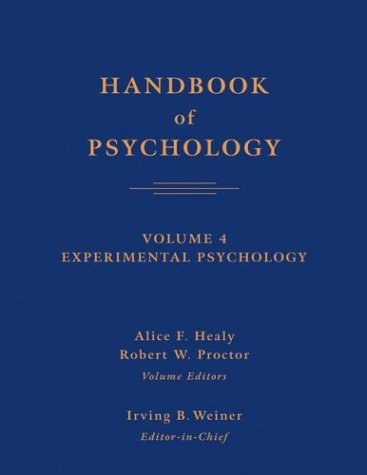 HANDBOOK
of
PSYCHOLOGY
VOLUME 4
EXPERIMENTAL PSYCHOLOGY
Alice F. Healy
Robert W. Proctor
Volume Editors
Irving B. Weiner
Editor-in-Chief